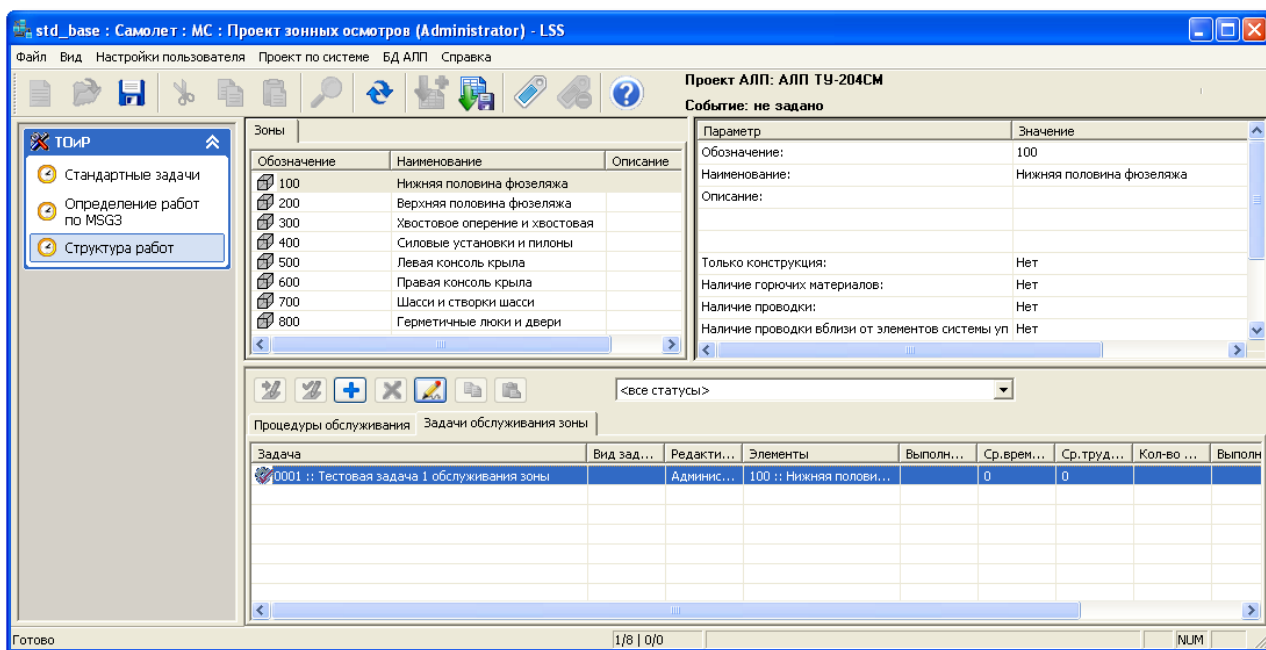 std_base : Самолет : МС : Проект зонных осмотров (Administrator) - LSS
Файл Вид Настройки пользователя Проект по системе БД АЛП Справка
Проект АЛП: АЛП ТУ-204СМ
Событие: не задано
ТОиР
Стандартные задачи
Определение работ
по MSG3
Структура работ
Зоны
Обозначение Наименование Описание
100 Нижняя половина фюзеляжа
200 Верхняя половина фюзеляжа
300 Хвостовое оперение и хвостовая
400 Силовые установки и пилоны
500 Левая консоль крыла
600 Правая консоль крыла
700 Шасси и створки шасси
800 Герметичные люки и двери
Параметр Значение
Обозначение: 100
Наименование: Нижняя половина фюзеляжа
Описание:
Только конструкция: Нет
Наличие горючих материалов: Нет
Наличие проводки: Нет
Наличие проводки вблизи от элементов системы уп Нет
<все статусы>
Процедуры обслуживания Задачи обслуживания зоны
Задача Вид зад... Редакти... Элементы Выполн... Ср.врем... Ср.труд... Кол-во ... Выполн
0001 :: Тестовая задача 1 обслуживания зоны Админис... 100 :: Нижняя полови... 0 0
Готово 1/8 | 0/0 NUM